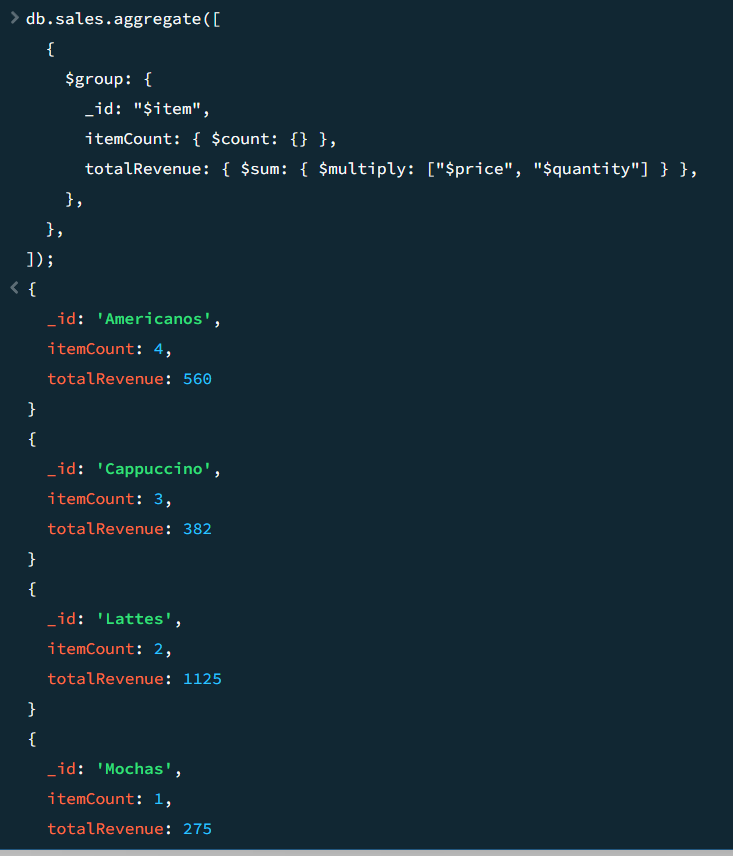 > db.sales.aggregate([
{
$group: {
_id: "$item",
itemCount: { $count: {} },
totalRevenue: { $sum: { $multiply: ["$price", "$quantity"] } },
},
},
]);
< {
_id: 'Americanos',
itemCount: 4,
totalRevenue: 560
}
{
_id: 'Cappuccino',
itemCount: 3,
totalRevenue: 382
}
{
_id: 'Lattes',
itemCount: 2,
totalRevenue: 1125
}
{
_id: 'Mochas',
itemCount: 1,
totalRevenue: 275